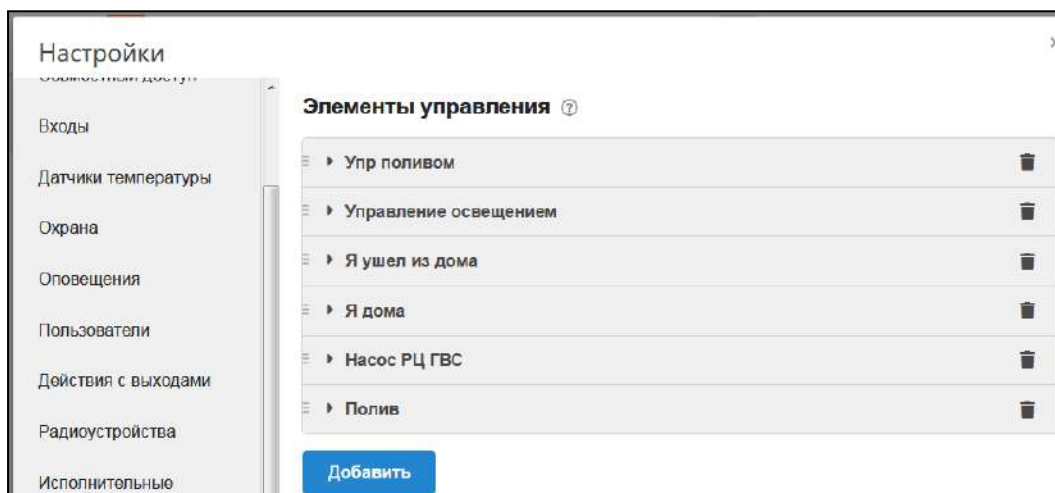 Настройки
Входы
Датчики температуры
Охрана
Оповещения
Пользователи
Действия с выходами
Радиоустройства
Исполнительные
Элементы управления
Упр поливом
Управление освещением
Я ушел из дома
Я дома
Насос РЦ ГВС
Полив
Добавить